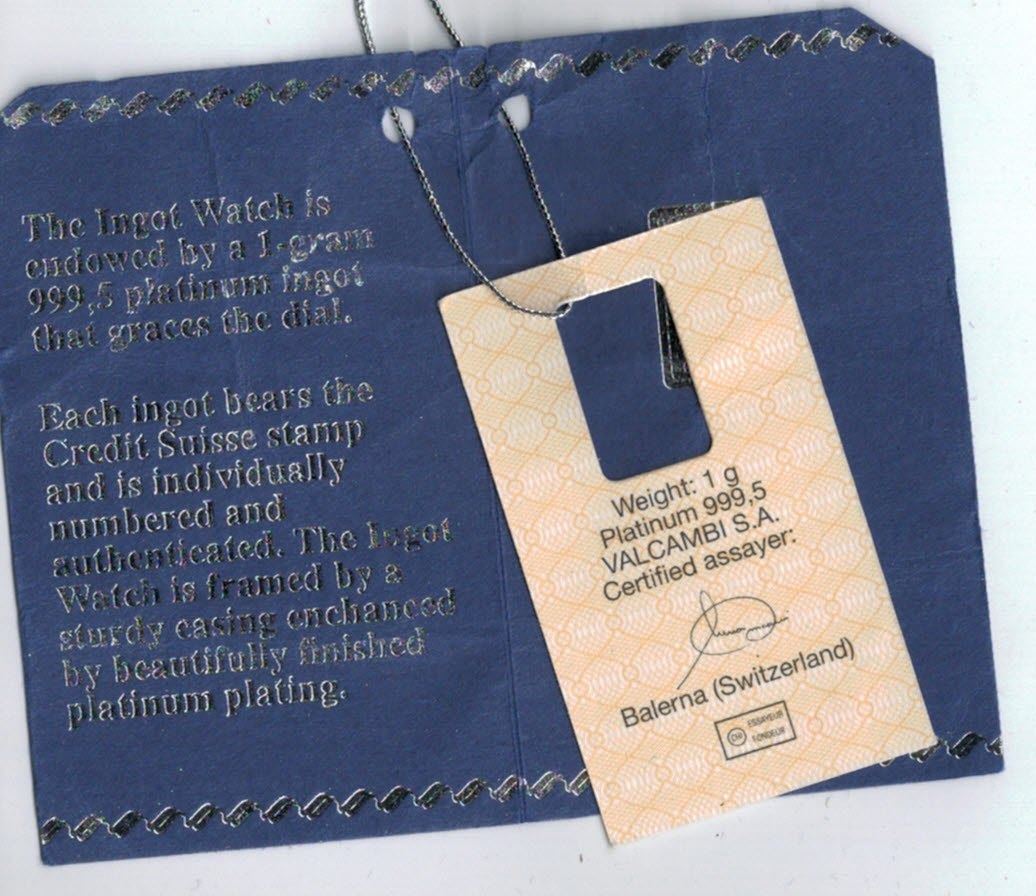 The Ingot Watch is
endowed by a 1-gram
999,5 platinum ingot
that graces the dial.
Each ingot bears the
Credit Suisse stamp
and is individually
numbered and
authenticated. The Ingot
Watch is framed by a
sturdy casing enchanced
by beautifully finished
platinum plating.
Weight: 1 g
Platinum 999,5
VALCAMBI S.A.
Certified assayer:
Balerna (Switzerland)
CHI ESSAYEUR
FONDEUR